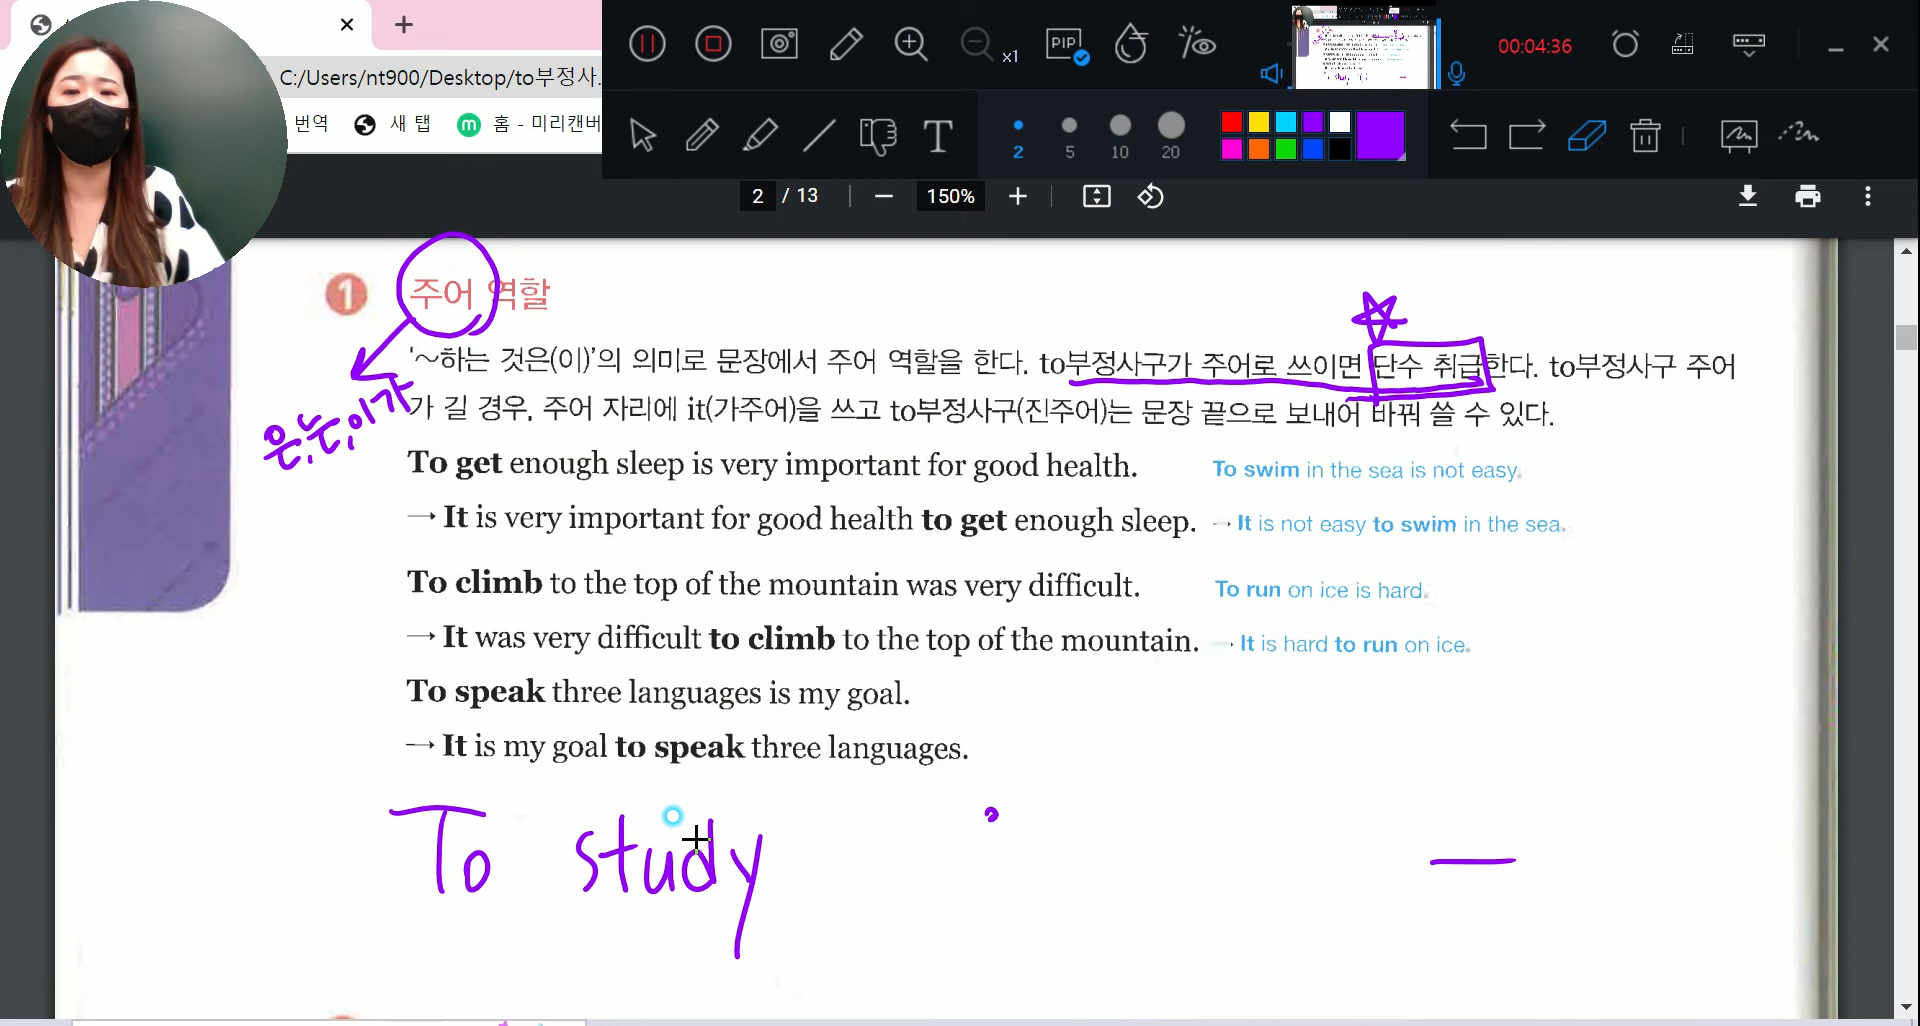 C:/Users/nt900/Desktop/to부정사.
번역 새 탭 홈 - 미리캔버
x1 PIP 00:04:36
T 2 5 10 20
2 / 13 150%
1 주어 역할
'~하는 것은(이)'의 의미로 문장에서 주어 역할을 한다. to부정사구가 주어로 쓰이면 단수 취급한다. to부정사구 주어
가 길 경우, 주어 자리에 it(가주어)을 쓰고 to부정사구(진주어)는 문장 끝으로 보내어 바꿔 쓸 수 있다.
은,는,이가
To get enough sleep is very important for good health. To swim in the sea is not easy.
→ It is very important for good health to get enough sleep. → It is not easy to swim in the sea.
To climb to the top of the mountain was very difficult. To run on ice is hard.
→ It was very difficult to climb to the top of the mountain. → It is hard to run on ice.
To speak three languages is my goal.
→ It is my goal to speak three languages.
To study